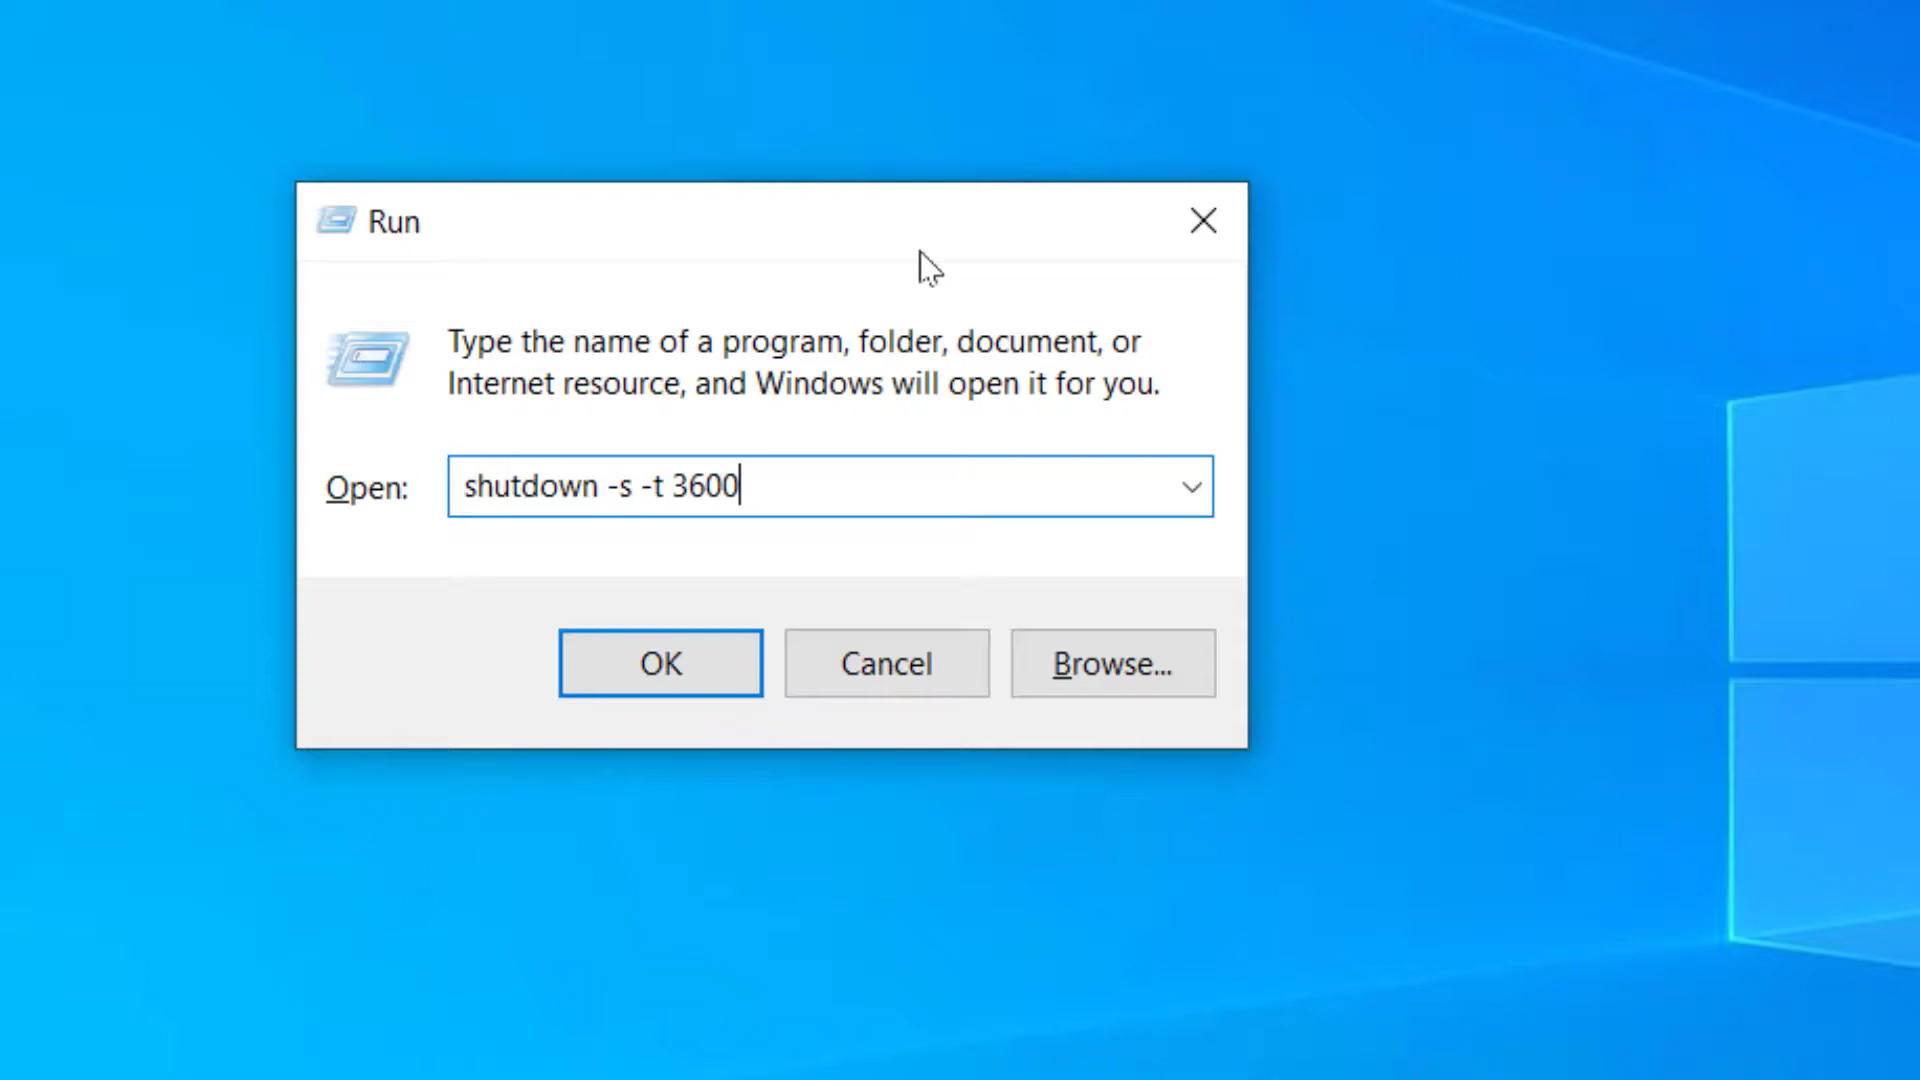 Run
Type the name of a program, folder, document, or
Internet resource, and Windows will open it for you.
Open: shutdown -s -t 3600
OK Cancel Browse...